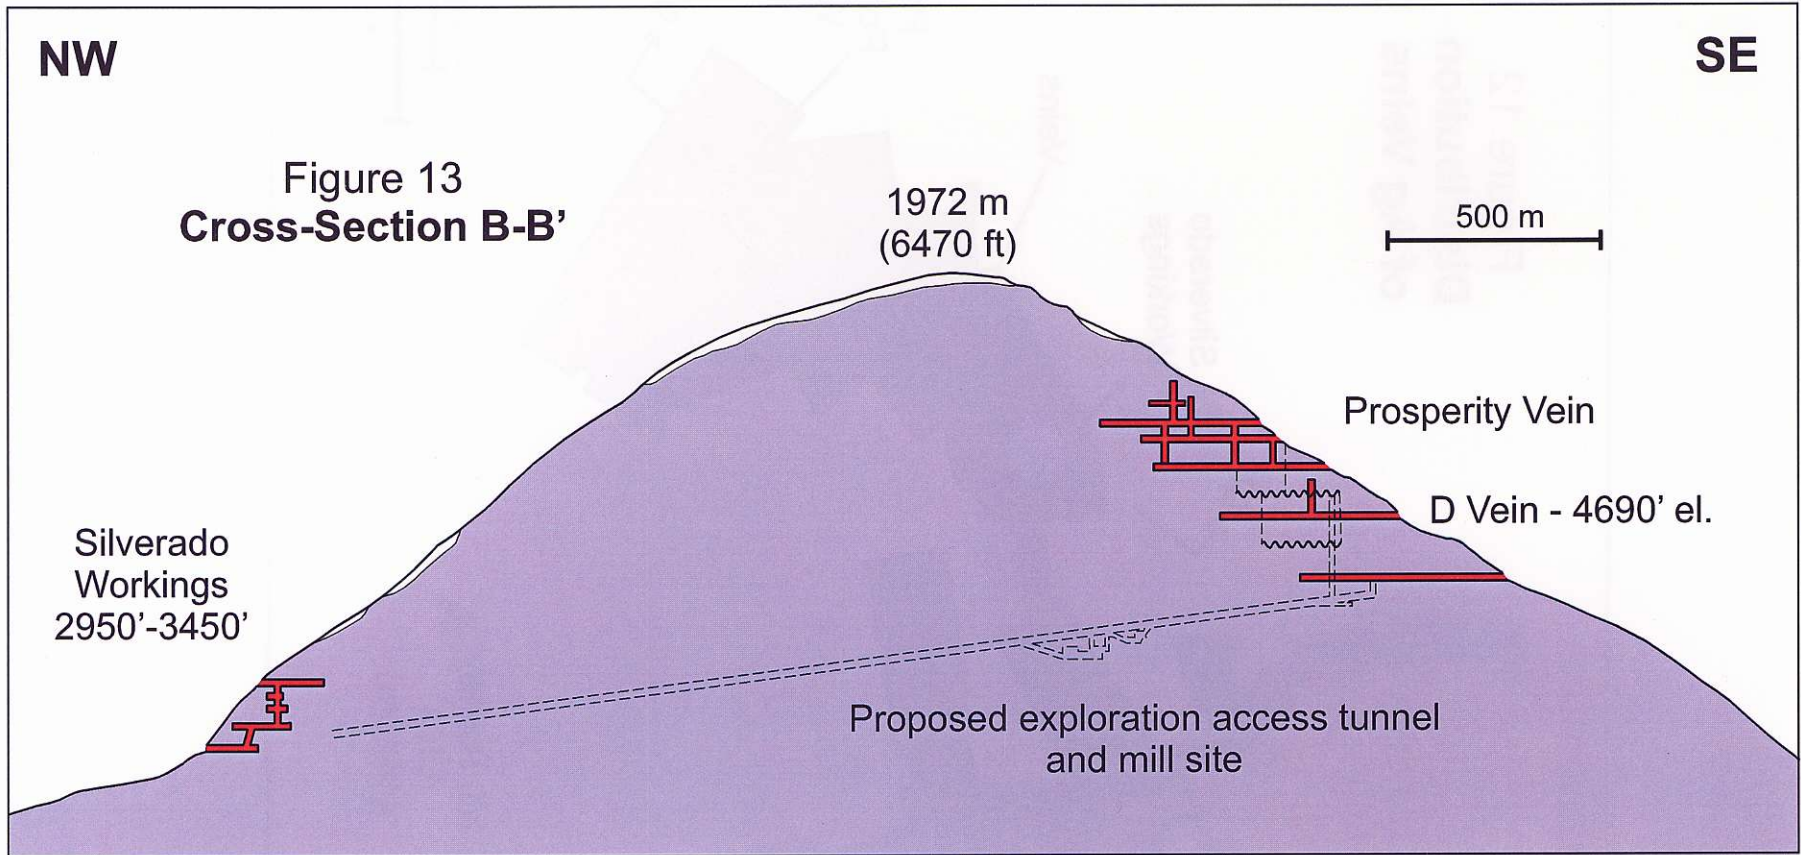 NW
SE
Figure 13
Cross-Section B-B’
1972 m
(6470 ft)
500 m
Prosperity Vein
D Vein - 4690’ el.
Silverado
Workings
2950’-3450’
Proposed exploration access tunnel
and mill site